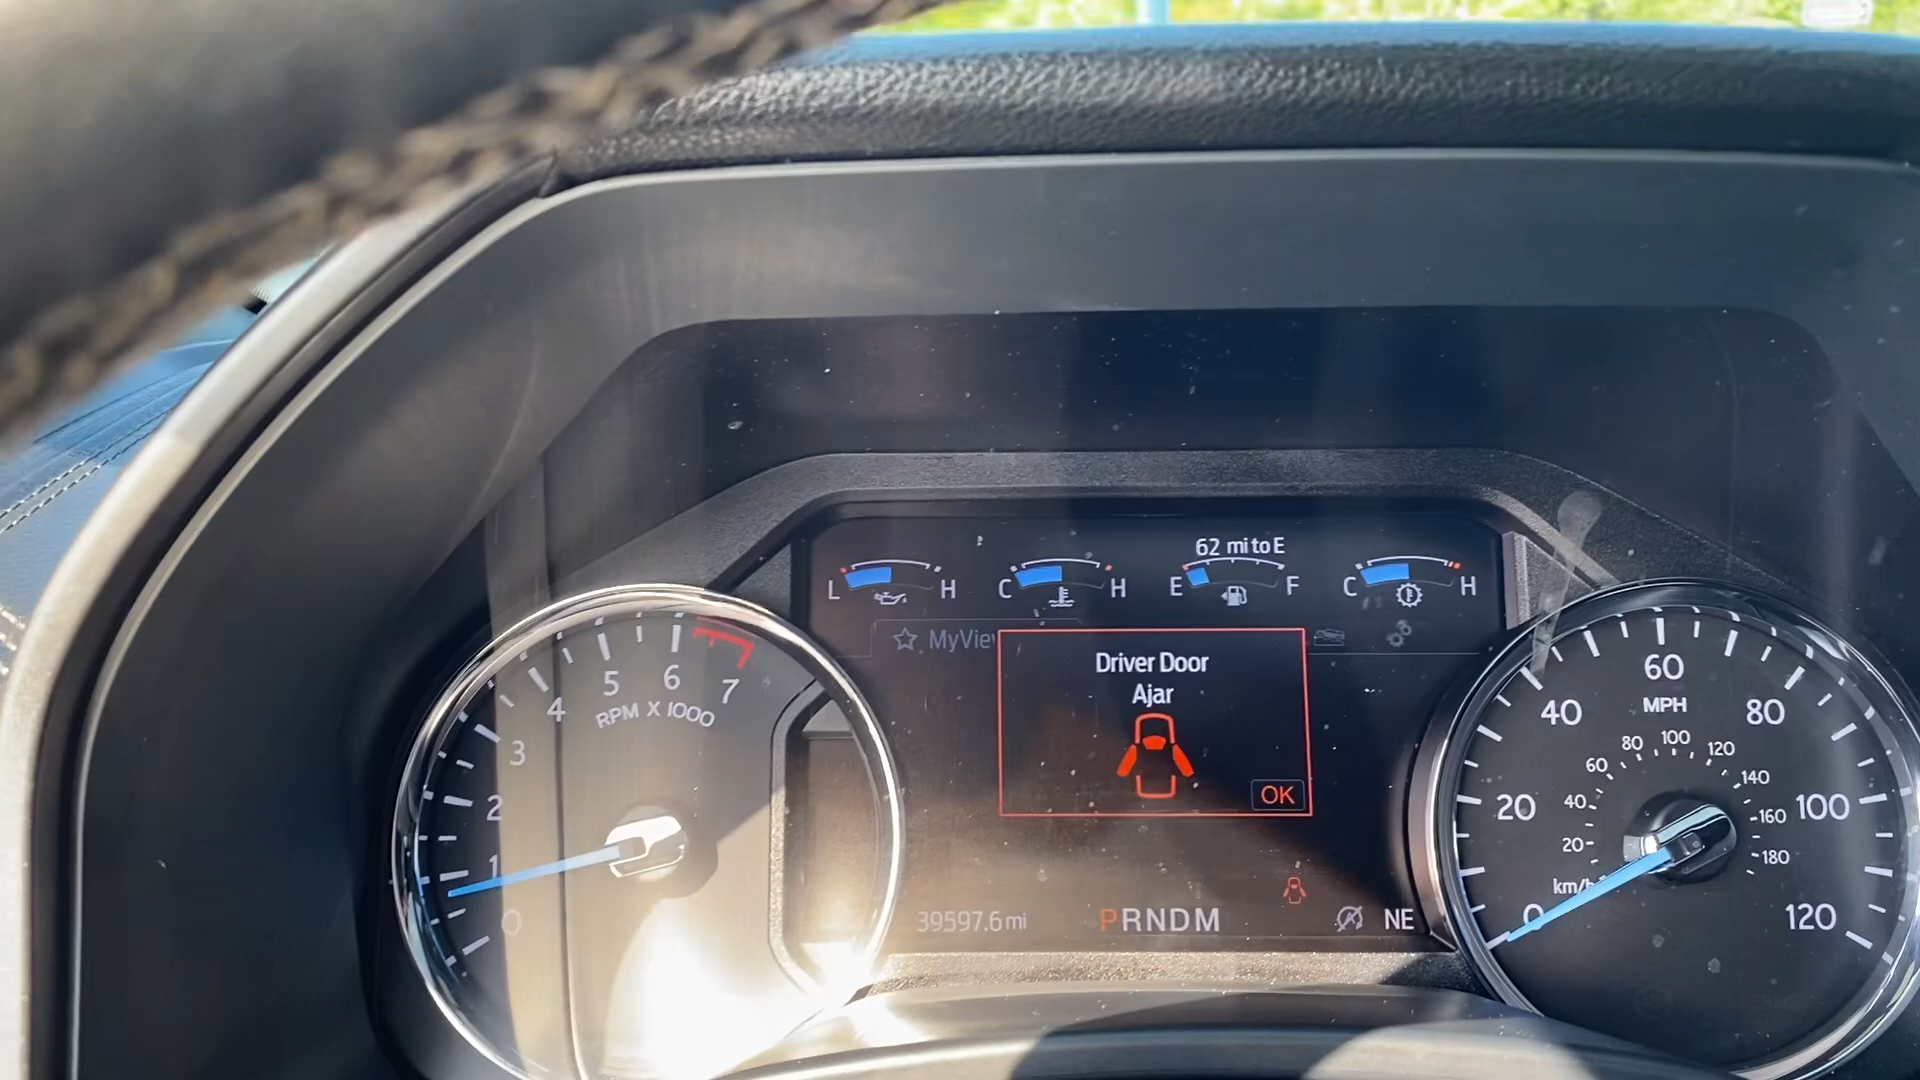 62 mi to E
L H
C H
E F
C H
MyVie
Driver Door
Ajar
OK
39597.6 mi
PRNDM
NE
0
1
2
3
4
5
6
7
RPM X 1000
0
20
40
60
80
100
120
MPH
km/h
20
40
60
80
100
120
140
160
180